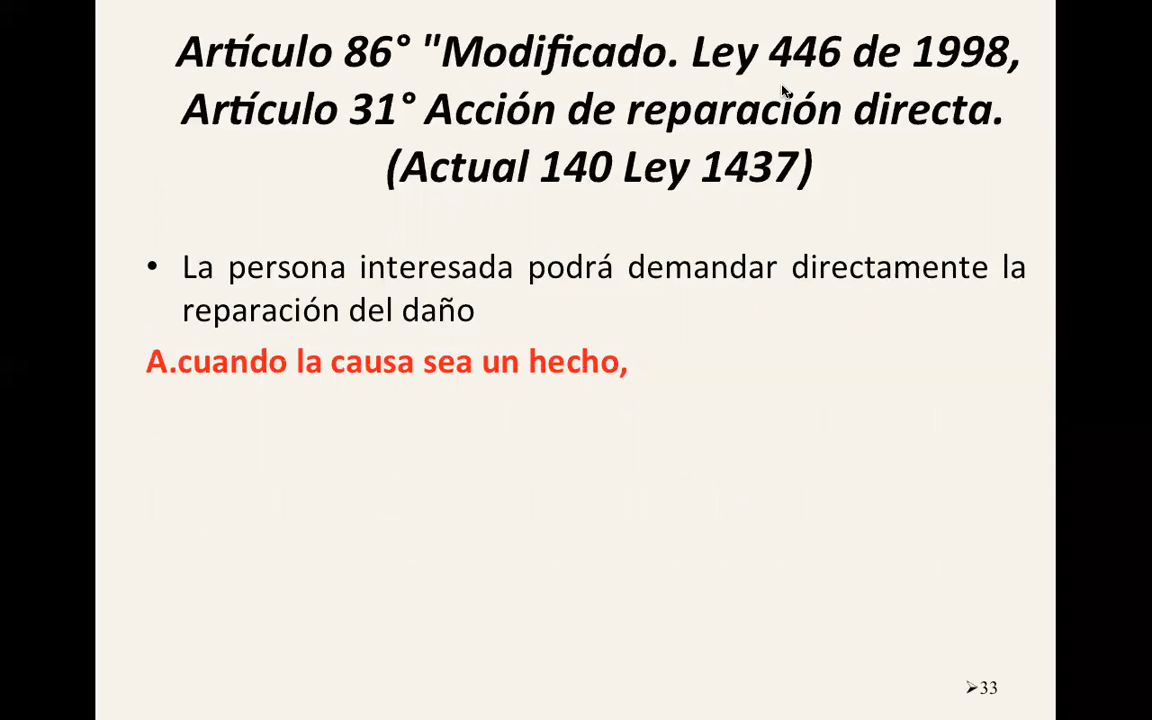 Artículo 86° "Modificado. Ley 446 de 1998,
Artículo 31° Acción de reparación directa.
(Actual 140 Ley 1437)
• La persona interesada podrá demandar directamente la
reparación del daño
A.cuando la causa sea un hecho,
➢33